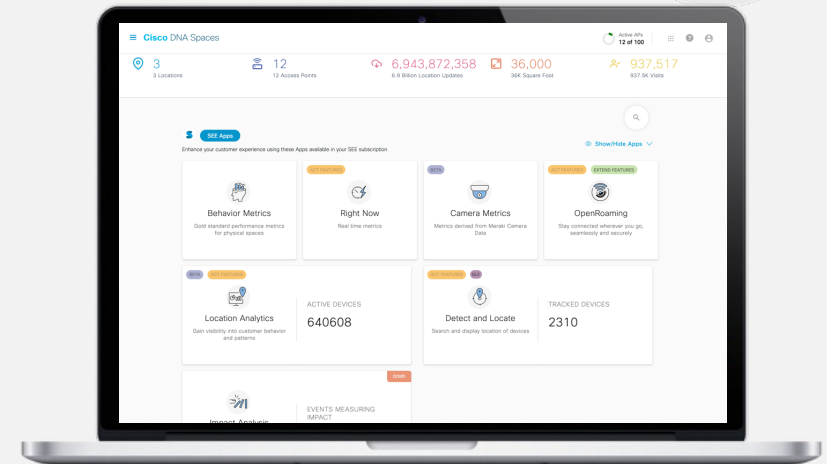 Cisco DNA Spaces
Active APs
12 of 100
3
3 Locations
12
12 Access Points
6,943,872,358
6.9 Billion Location Updates
36,000
36K Square Foot
937,517
937.5K Visits
SEE Apps
Enhance your customer experience using these Apps available in your SEE subscription
Show/Hide Apps
Behavior Metrics
Gold standard performance metrics
for physical spaces
ACT FEATURES
Right Now
Real time metrics
BETA
Camera Metrics
Metrics derived from Meraki Camera
Data
ACT FEATURES
EXTEND FEATURES
OpenRoaming
Stay connected wherever you go,
seamlessly and securely
BETA
ACT FEATURES
Location Analytics
Gain visibility into customer behavior
and patterns
ACTIVE DEVICES
640608
ACT FEATURES
Detect and Locate
Search and display location of devices
TRACKED DEVICES
2310
Impact Analysis
EVENTS MEASURING
IMPACT